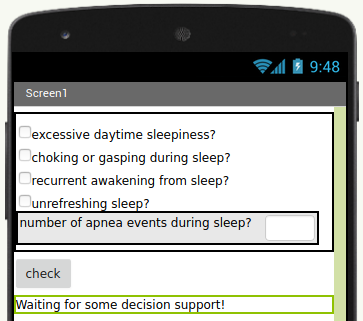 9:48
Screen1
excessive daytime sleepiness?
choking or gasping during sleep?
recurrent awakening from sleep?
unrefreshing sleep?
number of apnea events during sleep?
check
Waiting for some decision support!